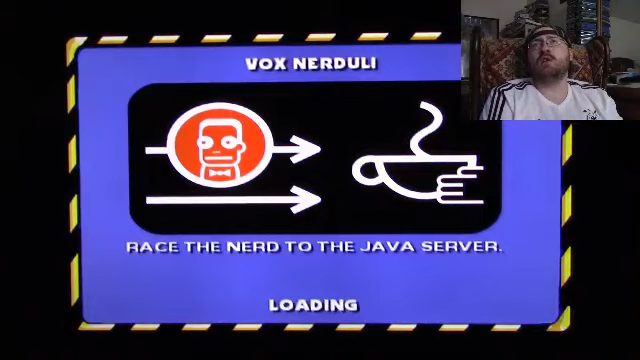 VOX NERDULI
RACE THE NERD TO THE JAVA SERVER.
LOADING